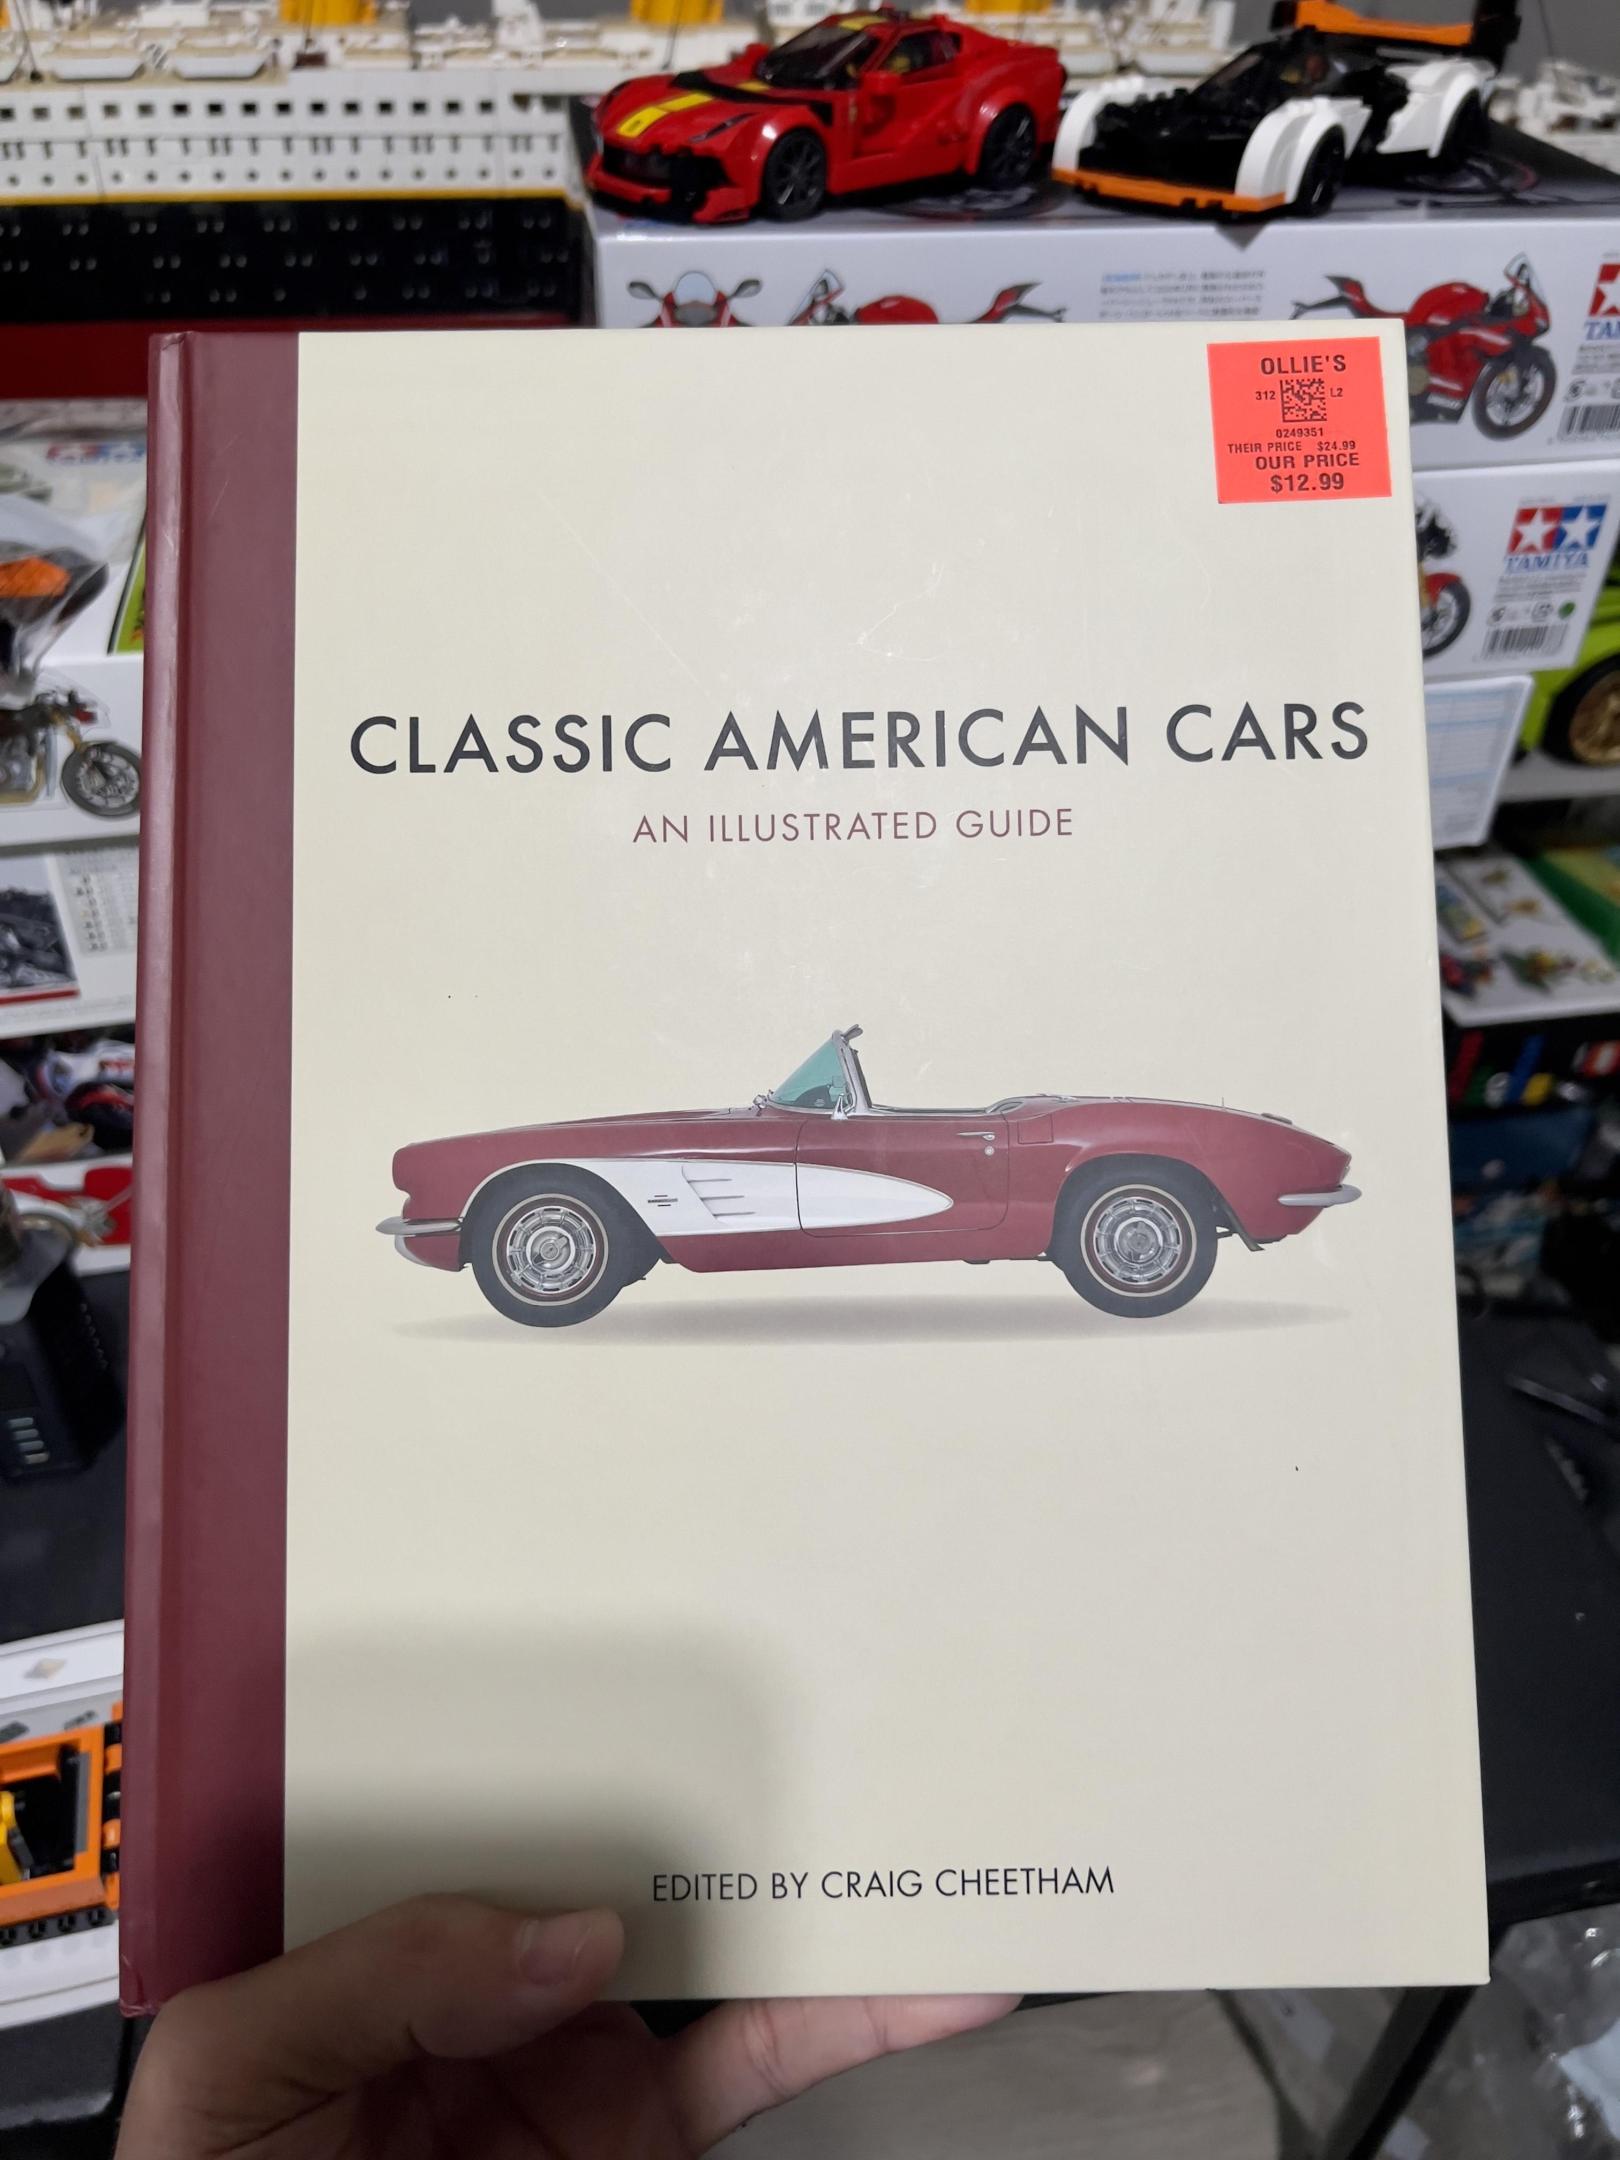 OLLIE'S
312 L2
0249351
THEIR PRICE $24.99
OUR PRICE
$12.99
TAMIYA
CLASSIC AMERICAN CARS
AN ILLUSTRATED GUIDE
EDITED BY CRAIG CHEETHAM